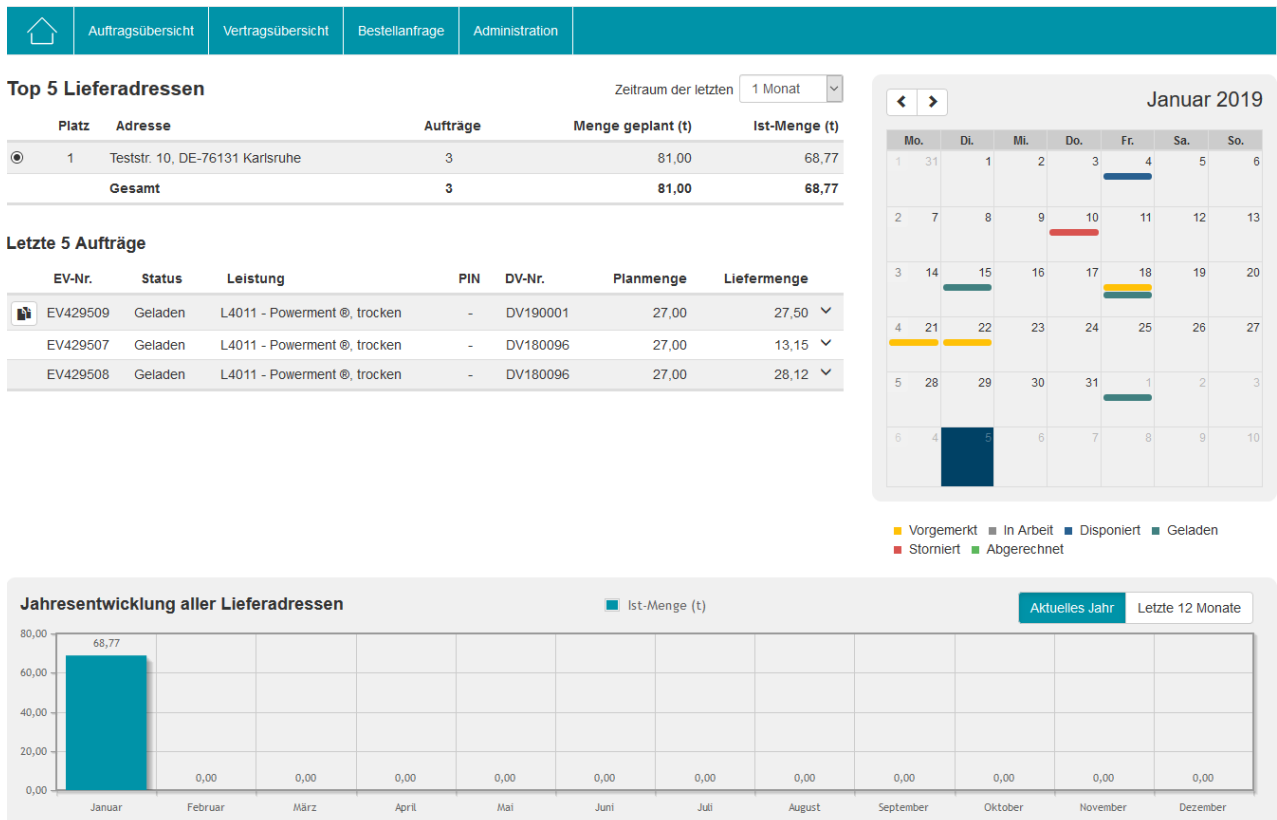 Auftragsübersicht Vertragsübersicht Bestellanfrage Administration
Top 5 Lieferadressen
Zeitraum der letzten 1 Monat
Platz Adresse Aufträge Menge geplant (t) Ist-Menge (t)
1 Teststr. 10, DE-76131 Karlsruhe 3 81,00 68,77
Gesamt 3 81,00 68,77
Letzte 5 Aufträge
EV-Nr. Status Leistung PIN DV-Nr. Planmenge Liefermenge
EV429509 Geladen L4011 - Powerment ®, trocken - DV190001 27,00 27,50
EV429507 Geladen L4011 - Powerment ®, trocken - DV180096 27,00 13,15
EV429508 Geladen L4011 - Powerment ®, trocken - DV180096 27,00 28,12
Januar 2019
Mo. Di. Mi. Do. Fr. Sa. So.
1 31 1 2 3 4 5 6
2 7 8 9 10 11 12 13
3 14 15 16 17 18 19 20
4 21 22 23 24 25 26 27
5 28 29 30 31 1 2 3
6 4 5 6 7 8 9 10
Vorgemerkt In Arbeit Disponiert Geladen
Storniert Abgerechnet
Jahresentwicklung aller Lieferadressen
Ist-Menge (t)
Aktuelles Jahr Letzte 12 Monate
80,00
68,77
60,00
40,00
20,00
0,00 0,00 0,00 0,00 0,00 0,00 0,00 0,00 0,00 0,00 0,00
0,00
Januar Februar März April Mai Juni Juli August September Oktober November Dezember